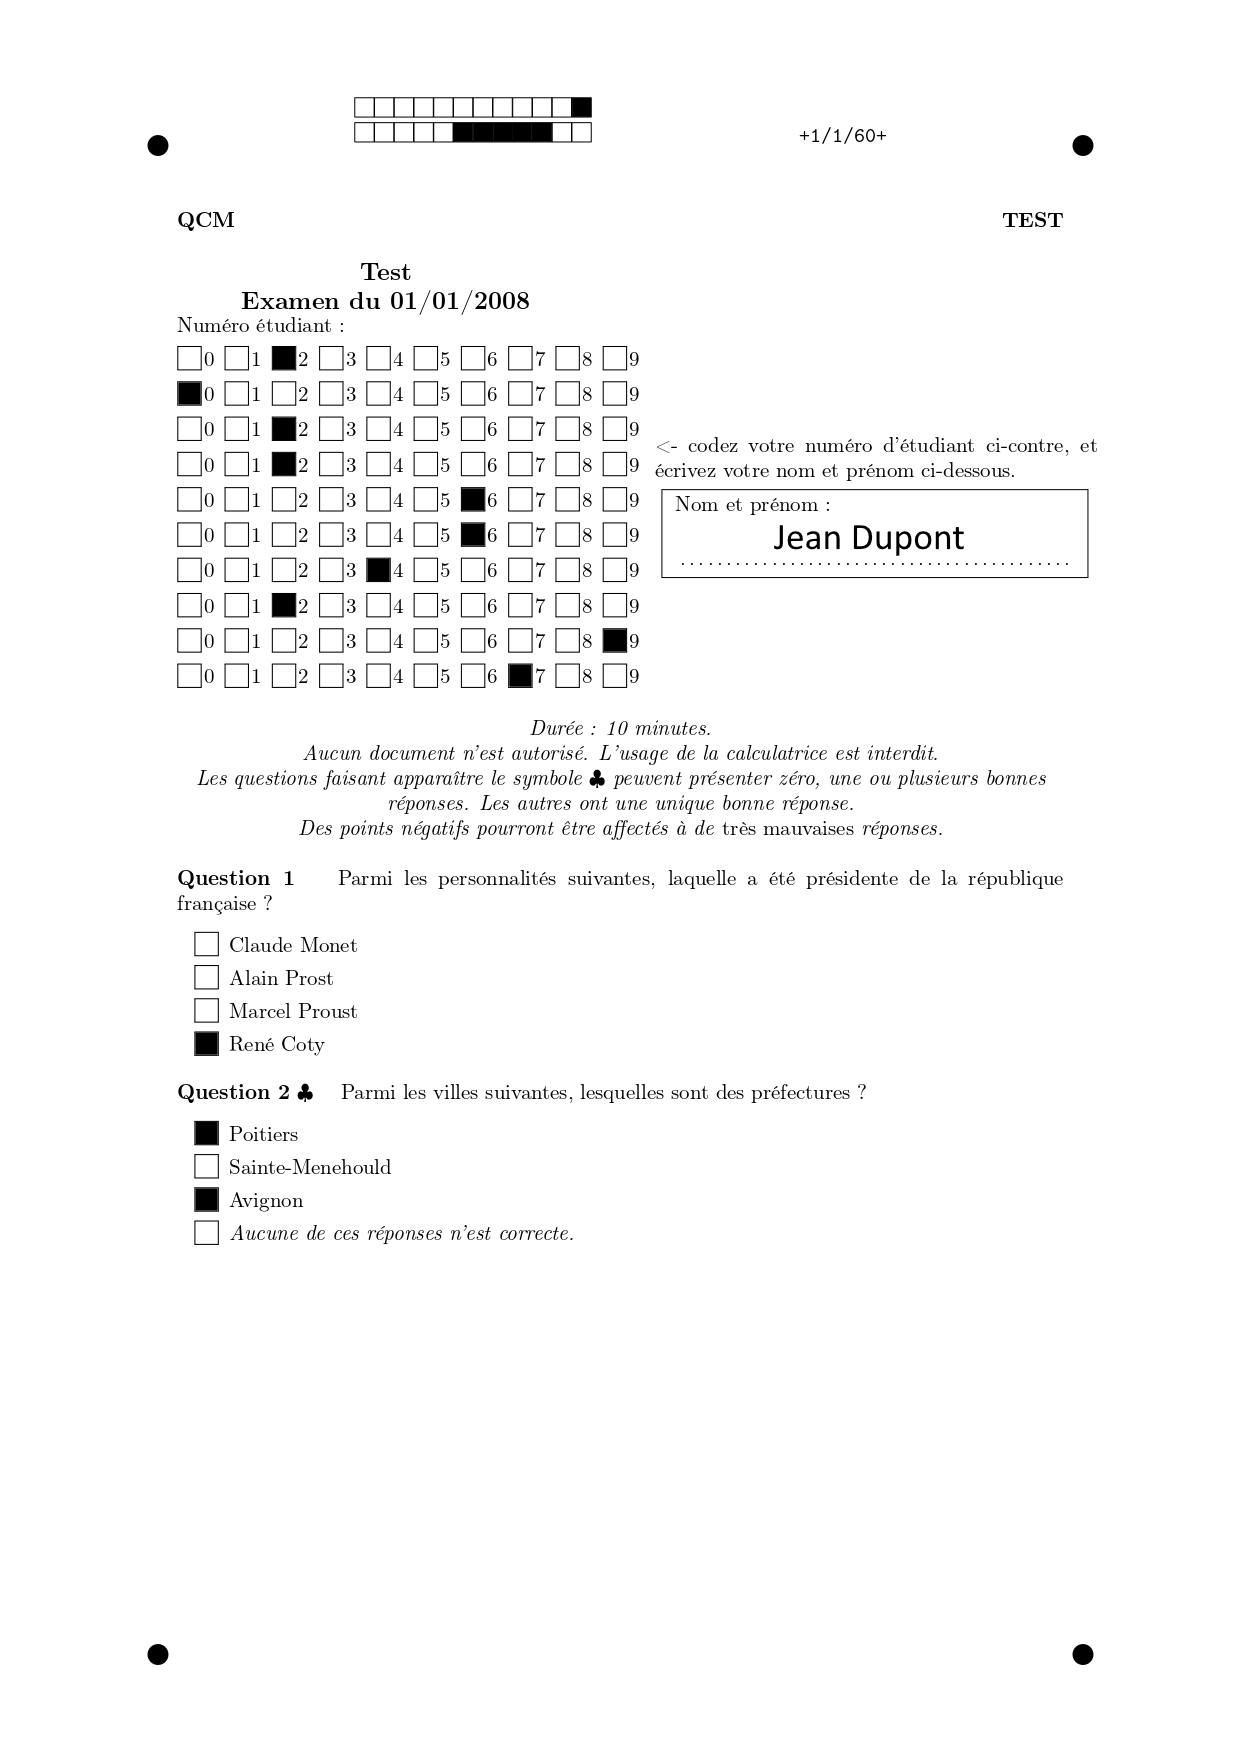 +1/1/60+
QCM TEST
Test
Examen du 01/01/2008
Numéro étudiant :
0 1 2 3 4 5 6 7 8 9
0 1 2 3 4 5 6 7 8 9
0 1 2 3 4 5 6 7 8 9
0 1 2 3 4 5 6 7 8 9
0 1 2 3 4 5 6 7 8 9
0 1 2 3 4 5 6 7 8 9
0 1 2 3 4 5 6 7 8 9
0 1 2 3 4 5 6 7 8 9
0 1 2 3 4 5 6 7 8 9
0 1 2 3 4 5 6 7 8 9
<- codez votre numéro d'étudiant ci-contre, et
écrivez votre nom et prénom ci-dessous.
Nom et prénom :
Jean Dupont
Durée : 10 minutes.
Aucun document n'est autorisé. L'usage de la calculatrice est interdit.
Les questions faisant apparaître le symbole ♣ peuvent présenter zéro, une ou plusieurs bonnes
réponses. Les autres ont une unique bonne réponse.
Des points négatifs pourront être affectés à de très mauvaises réponses.
Question 1 Parmi les personnalités suivantes, laquelle a été présidente de la république
française ?
Claude Monet
Alain Prost
Marcel Proust
René Coty
Question 2 ♣ Parmi les villes suivantes, lesquelles sont des préfectures ?
Poitiers
Sainte-Menehould
Avignon
Aucune de ces réponses n'est correcte.